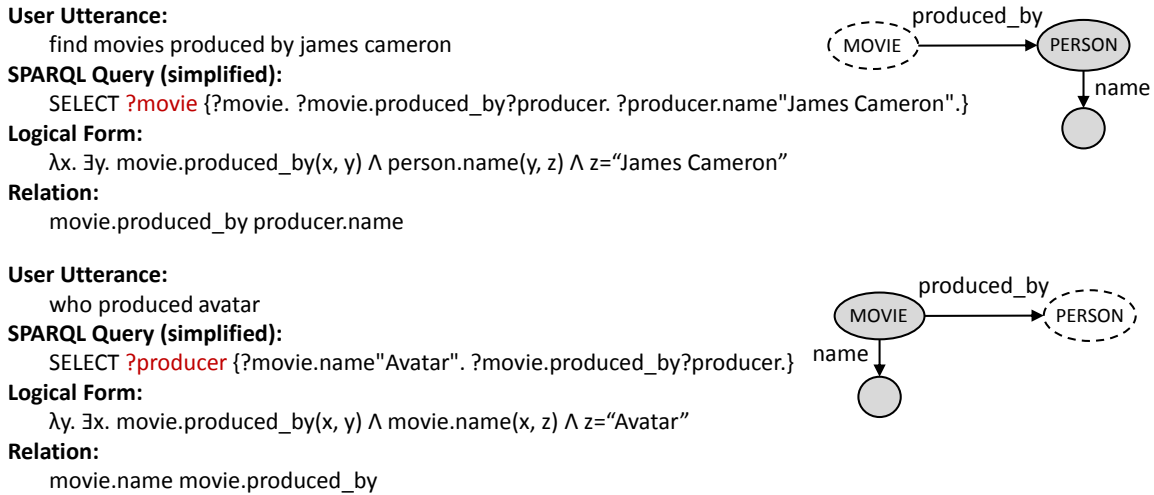 User Utterance:
find movies produced by james cameron
SPARQL Query (simplified):
SELECT ?movie {?movie. ?movie.produced_by?producer. ?producer.name"James Cameron".}
Logical Form:
λx. ∃y. movie.produced_by(x, y) Λ person.name(y, z) Λ z=“James Cameron”
Relation:
movie.produced_by producer.name
produced_by
MOVIE
PERSON
name
User Utterance:
who produced avatar
SPARQL Query (simplified):
SELECT ?producer {?movie.name"Avatar". ?movie.produced_by?producer.}
Logical Form:
λy. ∃x. movie.produced_by(x, y) Λ movie.name(x, z) Λ z=“Avatar”
Relation:
movie.name movie.produced_by
produced_by
MOVIE
PERSON
name